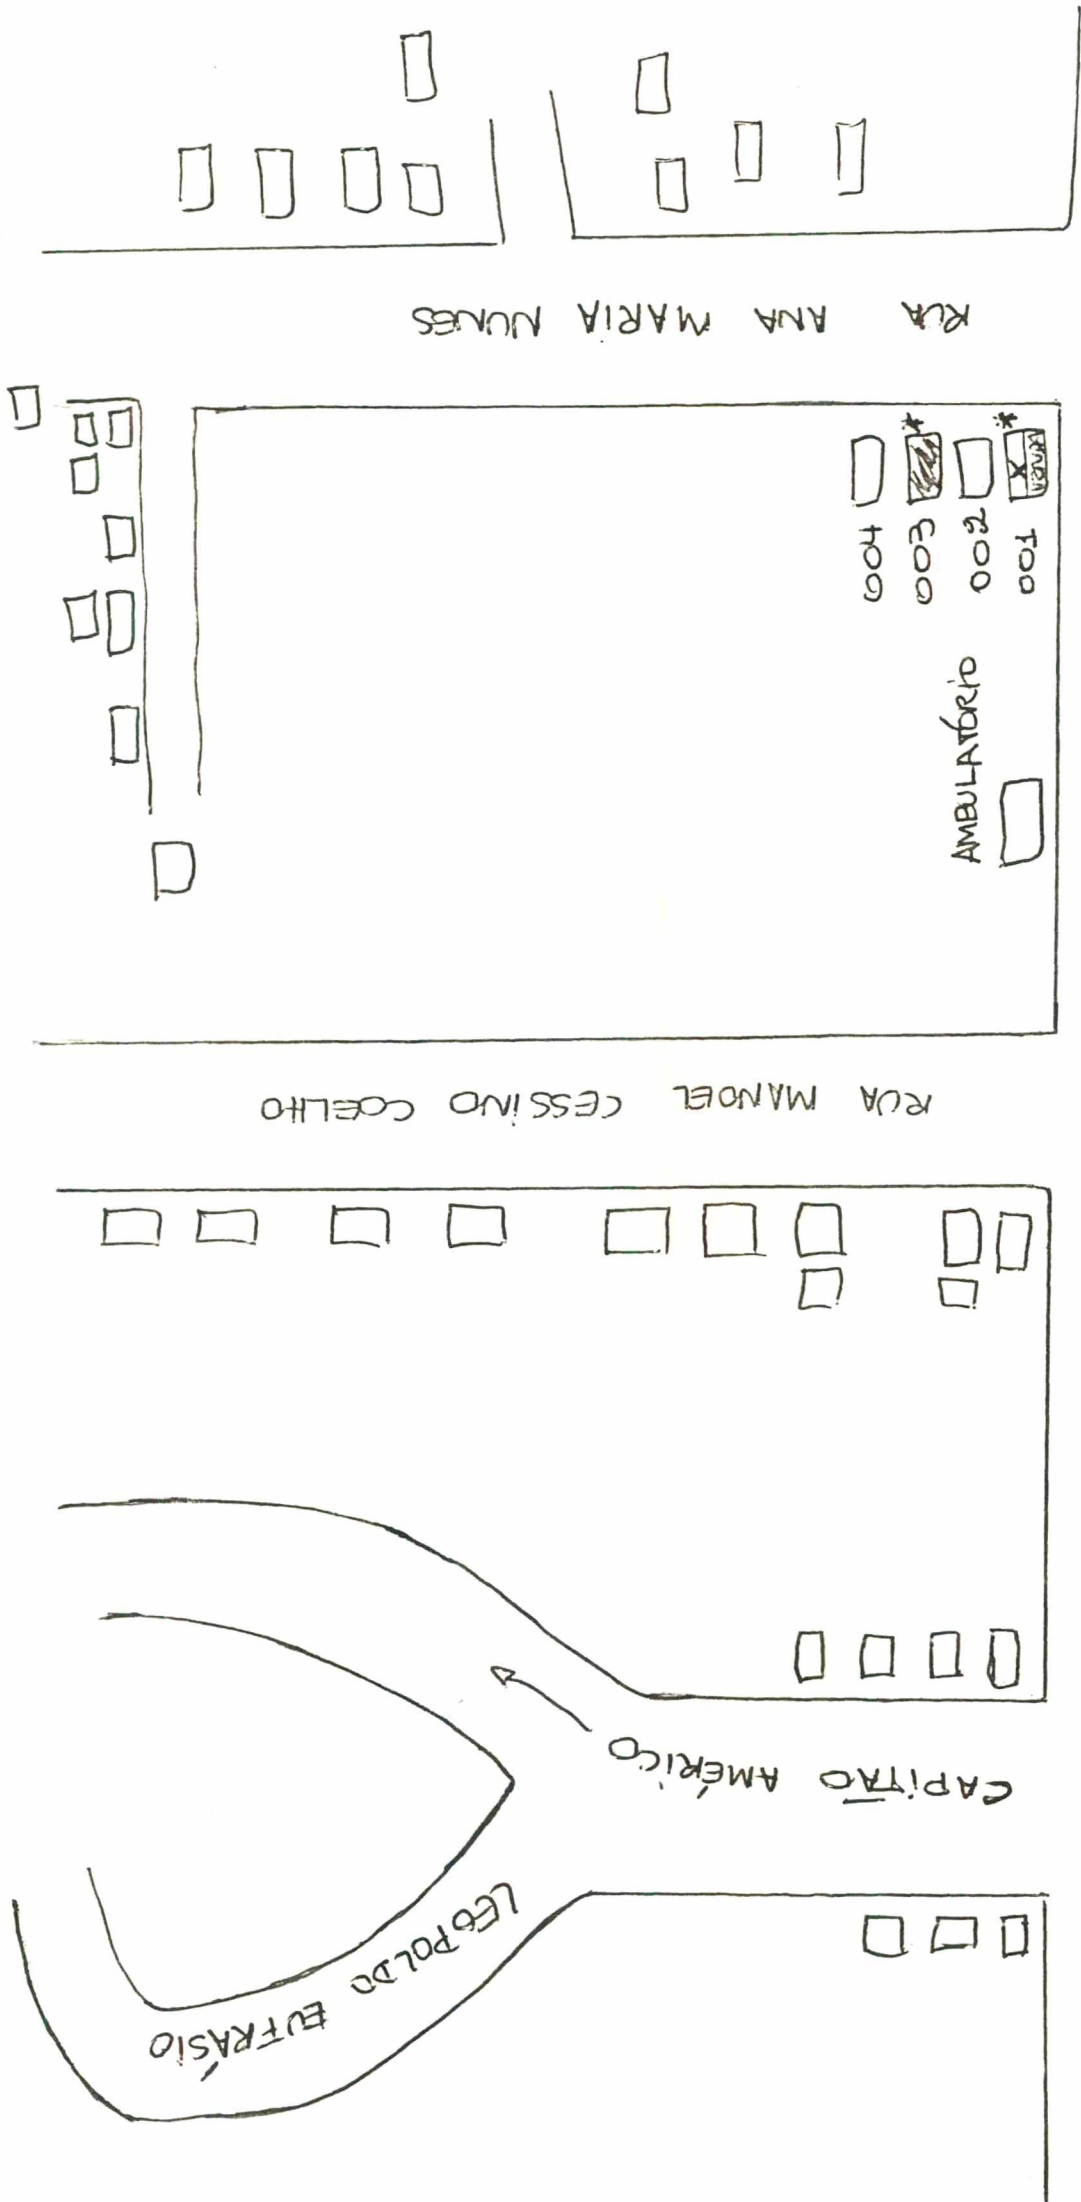 RUA ANA MARIA NUNES
* *
X
004
003
002
001
AMBULATÓRIO
RUA MANOEL CESSINO COELHO
CAPITÃO AMÉRICO
LEOPOLDO EUFRÁSIO